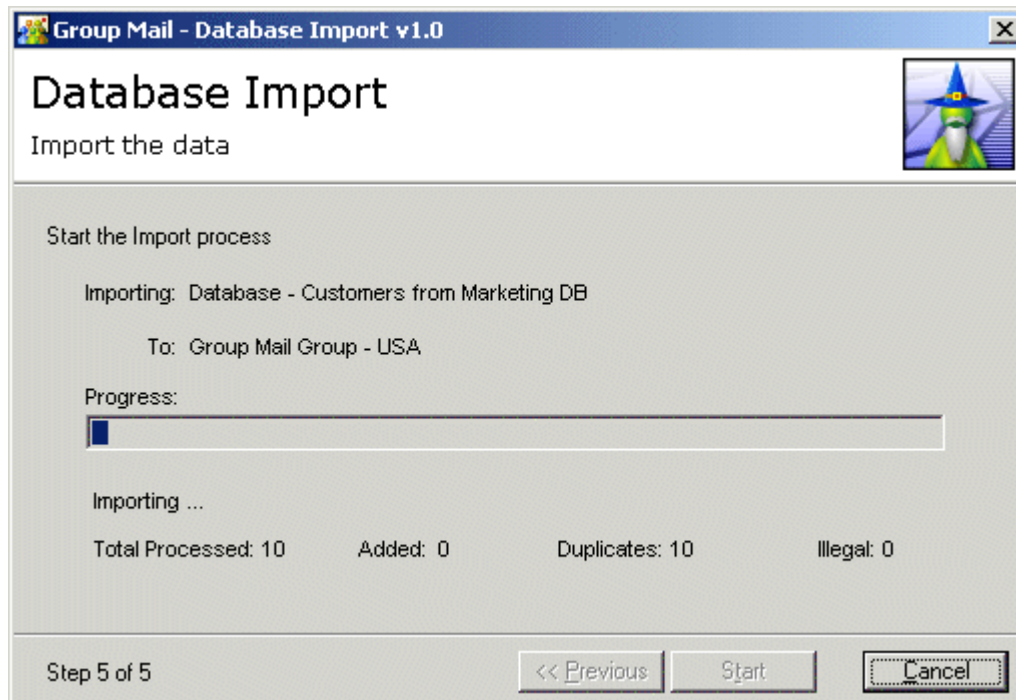 Group Mail - Database Import v1.0
Database Import
Import the data
Start the Import process
Importing: Database - Customers from Marketing DB
To: Group Mail Group - USA
Progress:
Importing ...
Total Processed: 10 Added: 0 Duplicates: 10 Illegal: 0
Step 5 of 5 << Previous Start Cancel